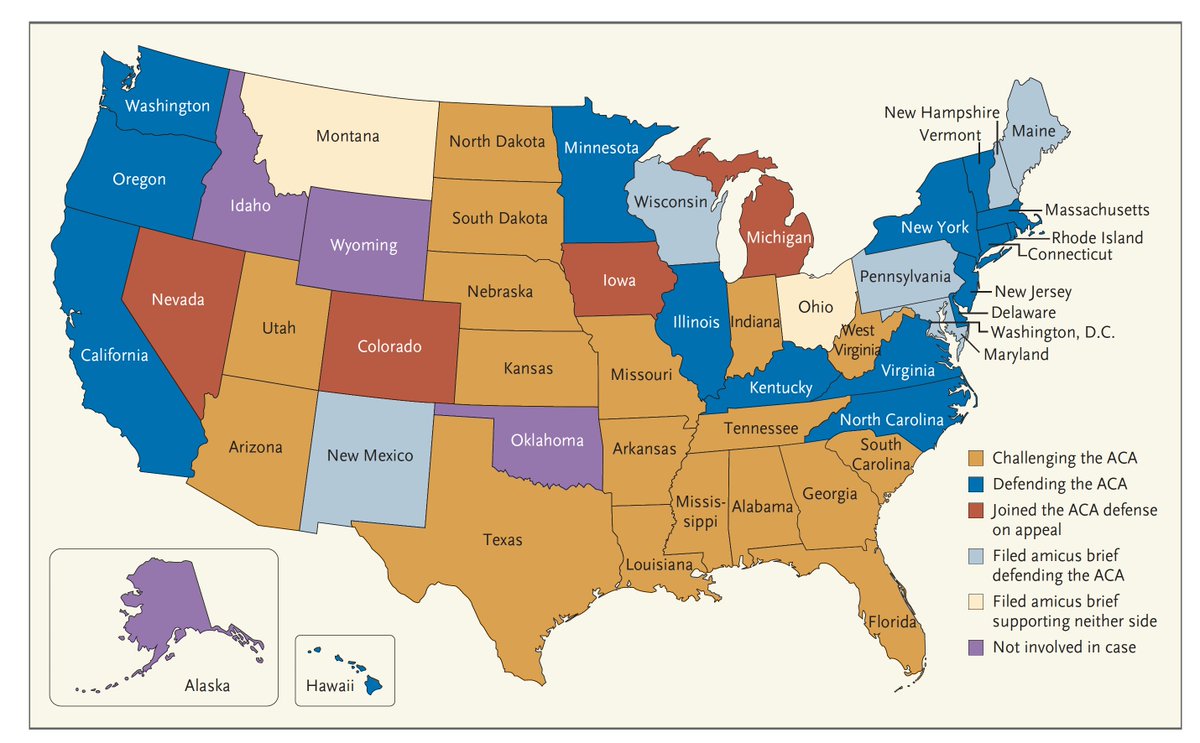 Washington
Oregon
California
Nevada
Idaho
Montana
Wyoming
Utah
Colorado
Arizona
New Mexico
North Dakota
South Dakota
Nebraska
Kansas
Oklahoma
Texas
Minnesota
Iowa
Missouri
Arkansas
Louisiana
Wisconsin
Illinois
Michigan
Indiana
Ohio
Kentucky
Tennessee
Missis-
sippi
Alabama
Georgia
Florida
South
Carolina
North Carolina
Virginia
West
Virginia
Pennsylvania
New York
New Hampshire
Vermont
Maine
Massachusetts
Rhode Island
Connecticut
New Jersey
Delaware
Washington, D.C.
Maryland
Alaska
Hawaii
Challenging the ACA
Defending the ACA
Joined the ACA defense
on appeal
Filed amicus brief
defending the ACA
Filed amicus brief
supporting neither side
Not involved in case